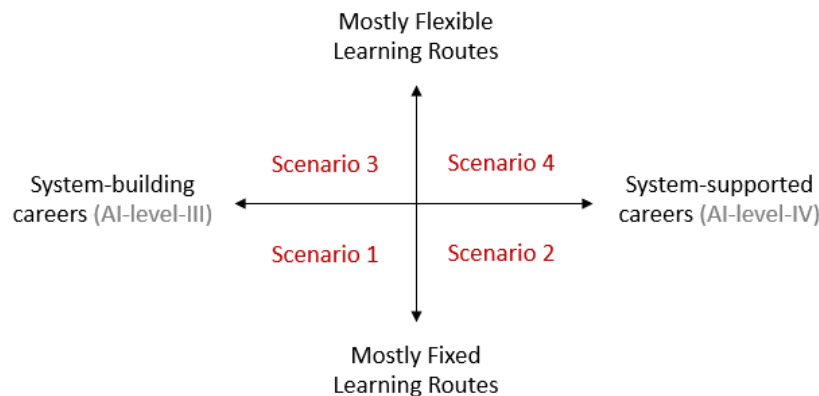 Mostly Flexible
Learning Routes
Scenario 3
Scenario 4
System-building
careers (AI-level-III)
System-supported
careers (AI-level-IV)
Scenario 1
Scenario 2
Mostly Fixed
Learning Routes